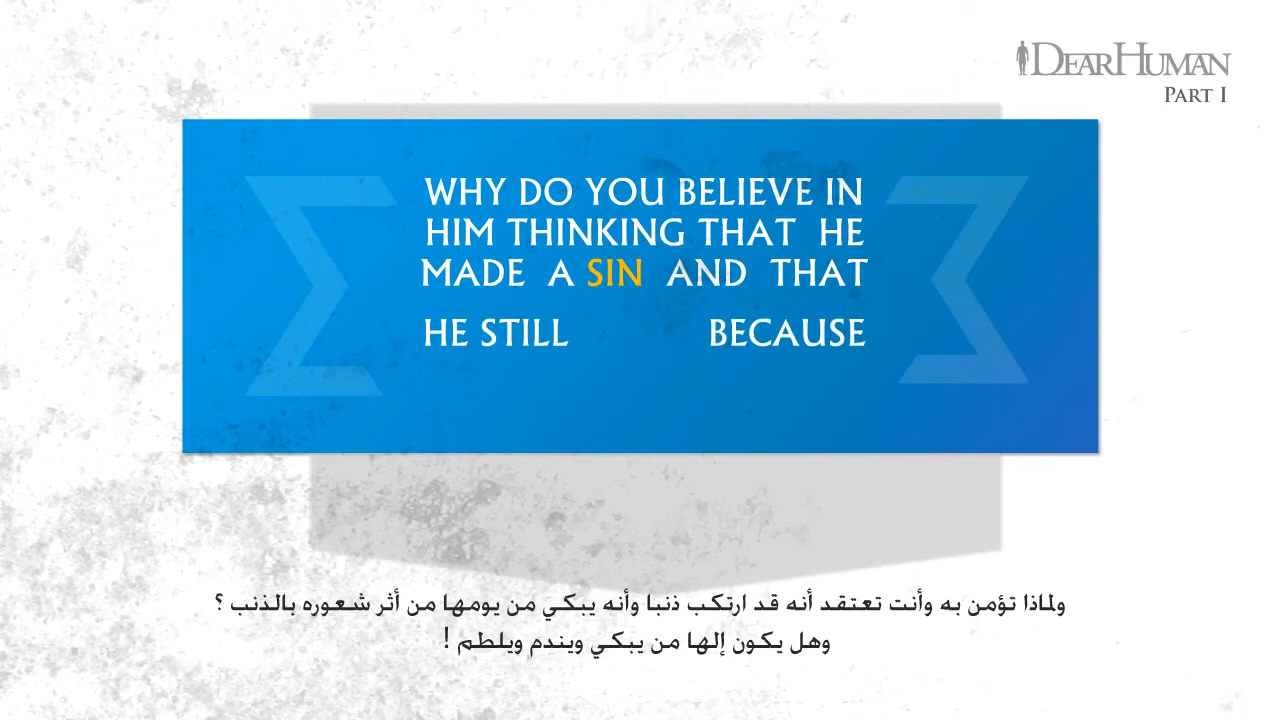 DEARHUMAN
PART I
WHY DO YOU BELIEVE IN
HIM THINKING THAT HE
MADE A SIN AND THAT
HE STILL BECAUSE
ولماذا تؤمن به وأنت تعتقد أنه قد ارتكب ذنبا وأنه يبكي من يومها من أثر شعوره بالذنب ؟
وهل يكون إلها من يبكي ويندم ويلطم !